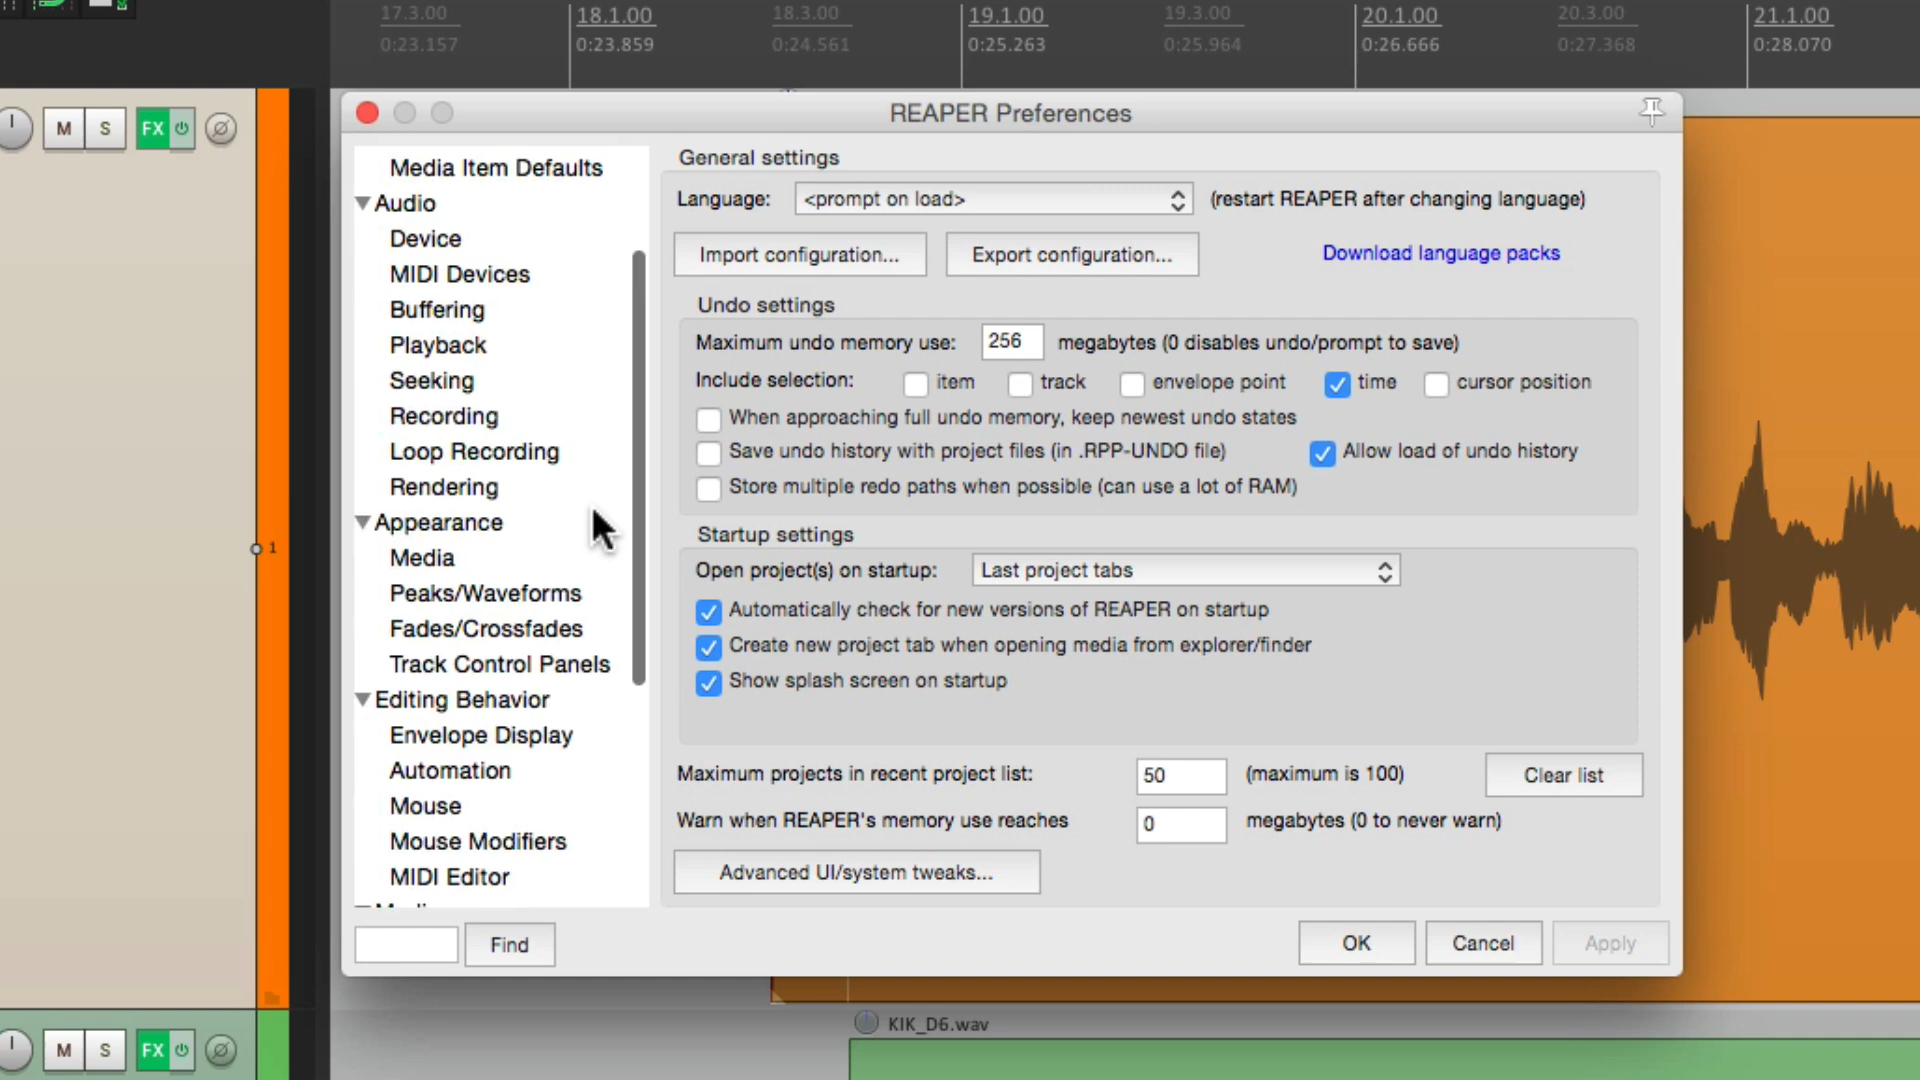 17.3.00 18.1.00 18.3.00 19.1.00 19.3.00 20.1.00 20.3.00 21.1.00
0:23.157 0:23.859 0:24.561 0:25.263 0:25.964 0:26.666 0:27.368 0:28.070
M S FX
1
REAPER Preferences
Media Item Defaults
Audio
Device
MIDI Devices
Buffering
Playback
Seeking
Recording
Loop Recording
Rendering
Appearance
Media
Peaks/Waveforms
Fades/Crossfades
Track Control Panels
Editing Behavior
Envelope Display
Automation
Mouse
Mouse Modifiers
MIDI Editor
Find
General settings
Language: <prompt on load> (restart REAPER after changing language)
Import configuration... Export configuration... Download language packs
Undo settings
Maximum undo memory use: 256 megabytes (0 disables undo/prompt to save)
Include selection: item track envelope point time cursor position
When approaching full undo memory, keep newest undo states
Save undo history with project files (in .RPP-UNDO file) Allow load of undo history
Store multiple redo paths when possible (can use a lot of RAM)
Startup settings
Open project(s) on startup: Last project tabs
Automatically check for new versions of REAPER on startup
Create new project tab when opening media from explorer/finder
Show splash screen on startup
Maximum projects in recent project list: 50 (maximum is 100) Clear list
Warn when REAPER's memory use reaches 0 megabytes (0 to never warn)
Advanced UI/system tweaks...
OK Cancel Apply
KIK_D6.wav
M S FX